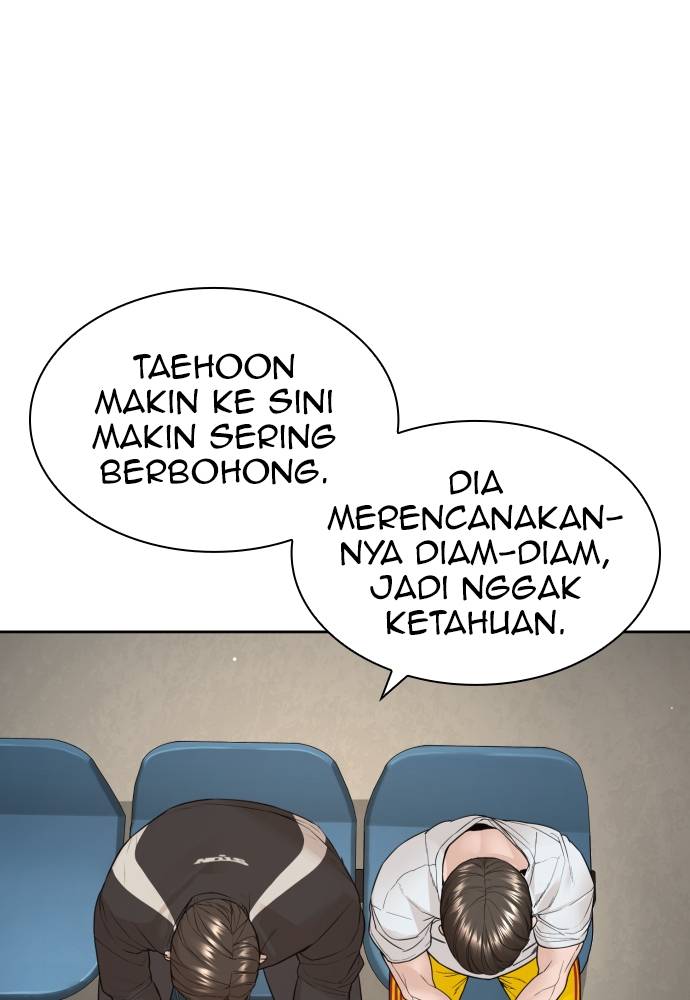 TAEHOON
MAKIN KE SINI
MAKIN SERING
BERBOHONG.
DIA
MERENCANAKAN-
NYA DIAM-DIAM,
JADI NGGAK
KETAHUAN.